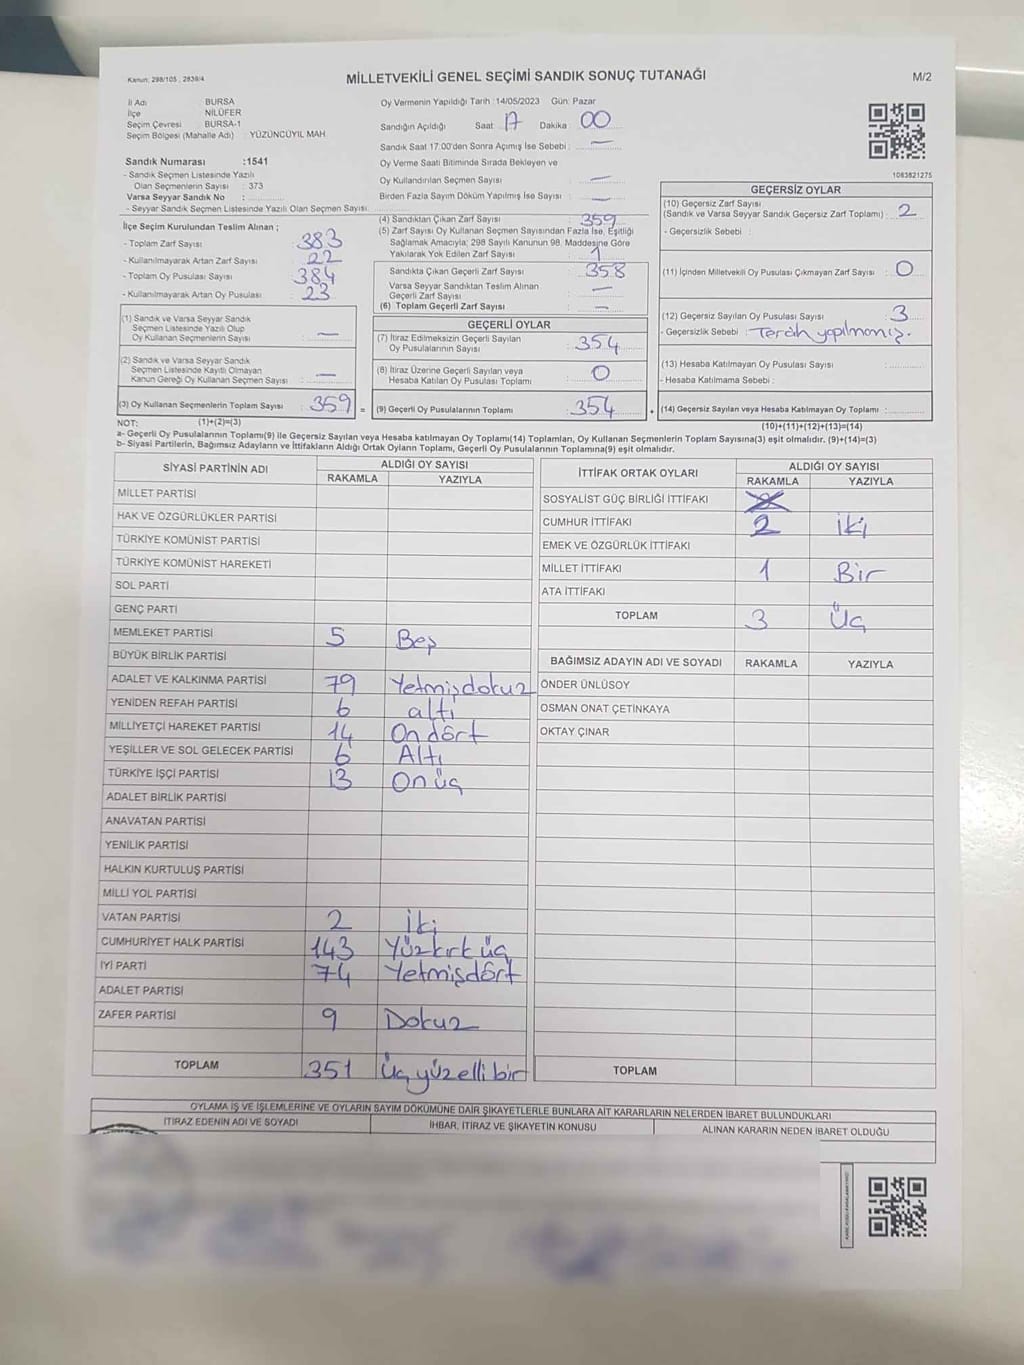 Kanun: 298/105 ; 2839/4
MİLLETVEKİLİ GENEL SEÇİMİ SANDIK SONUÇ TUTANAĞI
M/2
İl Adı BURSA
İlçe NİLÜFER
Seçim Çevresi BURSA-1
Seçim Bölgesi (Mahalle Adı) : YÜZÜNCÜYIL MAH
Sandık Numarası :1541
- Sandık Seçmen Listesinde Yazılı
Olan Seçmenlerin Sayısı : 373
Varsa Seyyar Sandık No :
- Seyyar Sandık Seçmen Listesinde Yazılı Olan Seçmen Sayısı:
Oy Vermenin Yapıldığı Tarih :14/05/2023 Gün: Pazar
Sandığın Açıldığı Saat : 17 Dakika : 00
Sandık Saat 17.00'den Sonra Açımış İse Sebebi : —
Oy Verme Saati Bitiminde Sırada Bekleyen ve
Oy Kullandırılan Seçmen Sayısı : —
Birden Fazla Sayım Döküm Yapılmış İse Sayısı : —
1083821275
İlçe Seçim Kurulundan Teslim Alınan ;
- Toplam Zarf Sayısı : 383
- Kullanılmayarak Artan Zarf Sayısı : 22
- Toplam Oy Pusulası Sayısı : 384
- Kullanılmayarak Artan Oy Pusulası : 23
(1) Sandık ve Varsa Seyyar Sandık
Seçmen Listesinde Yazılı Olup
Oy Kullanan Seçmen Sayısı : —
(2) Sandık ve Varsa Seyyar Sandık
Seçmen Listesinde Kayıtlı Olmayan
Kanun Gereği Oy Kullanan Seçmen Sayısı : —
(3) Oy Kullanan Seçmenlerin Toplam Sayısı : 359
(1)+(2)=(3)
(4) Sandıktan Çıkan Zarf Sayısı : 359
(5) Zarf Sayısı Oy Kullanan Seçmen Sayısından Fazla İse, Eşitliği
Sağlamak Amacıyla; 298 Sayılı Kanunun 98. Maddesine Göre
Yakılarak Yok Edilen Zarf Sayısı : 1
Sandıkta Çıkan Geçerli Zarf Sayısı : 358
Varsa Seyyar Sandıktan Teslim Alınan
Geçerli Zarf Sayısı : —
(6) Toplam Geçerli Zarf Sayısı : —
GEÇERLİ OYLAR
(7) İtiraz Edilmeksizin Geçerli Sayılan
Oy Pusulalarının Sayısı : 354
(8) İtiraz Üzerine Geçerli Sayılan veya
Hesaba Katılan Oy Pusulası Toplamı : 0
= (9) Geçerli Oy Pusulalarının Toplamı : 354
GEÇERSİZ OYLAR
(10) Geçersiz Zarf Sayısı
(Sandık ve Varsa Seyyar Sandık Geçersiz Zarf Toplamı) : 2
- Geçersizlik Sebebi :
(11) İçinden Milletvekili Oy Pusulası Çıkmayan Zarf Sayısı : 0
(12) Geçersiz Sayılan Oy Pusulası Sayısı : 3
- Geçersizlik Sebebi : Tercih yapılmamış.
(13) Hesaba Katılmayan Oy Pusulası Sayısı :
- Hesaba Katılmama Sebebi :
+ (14) Geçersiz Sayılan veya Hesaba Katılmayan Oy Toplamı :
(10)+(11)+(12)+(13)=(14)
NOT:
a- Geçerli Oy Pusulalarının Toplamı(9) ile Geçersiz Sayılan veya Hesaba katılmayan Oy Toplamı(14) Toplamları, Oy Kullanan Seçmenlerin Toplam Sayısına(3) eşit olmalıdır. (9)+(14)=(3)
b- Siyasi Partilerin, Bağımsız Adayların ve İttifakların Aldığı Ortak Oyların Toplamı, Geçerli Oy Pusulalarının Toplamına(9) eşit olmalıdır.
SİYASİ PARTİNİN ADI ALDIĞI OY SAYISI
RAKAMLA YAZIYLA
MİLLET PARTİSİ
HAK VE ÖZGÜRLÜKLER PARTİSİ
TÜRKİYE KOMÜNİST PARTİSİ
TÜRKİYE KOMÜNİST HAREKETİ
SOL PARTİ
GENÇ PARTİ
MEMLEKET PARTİSİ 5 Beş
BÜYÜK BİRLİK PARTİSİ
ADALET VE KALKINMA PARTİSİ 79 Yetmişdokuz
YENİDEN REFAH PARTİSİ 6 altı
MİLLİYETÇİ HAREKET PARTİSİ 14 On dört
YEŞİLLER VE SOL GELECEK PARTİSİ 6 Altı
TÜRKİYE İŞÇİ PARTİSİ 13 Onüç
ADALET BİRLİK PARTİSİ
ANAVATAN PARTİSİ
YENİLİK PARTİSİ
HALKIN KURTULUŞ PARTİSİ
MİLLİ YOL PARTİSİ
VATAN PARTİSİ 2 İki
CUMHURİYET HALK PARTİSİ 143 Yüzkırk üç
İYİ PARTİ 74 Yetmişdört
ADALET PARTİSİ
ZAFER PARTİSİ 9 Dokuz
TOPLAM 351 Üç yüzelli bir
İTTİFAK ORTAK OYLARI ALDIĞI OY SAYISI
RAKAMLA YAZIYLA
SOSYALİST GÜÇ BİRLİĞİ İTTİFAKI
CUMHUR İTTİFAKI 2 İki
EMEK VE ÖZGÜRLÜK İTTİFAKI
MİLLET İTTİFAKI 1 Bir
ATA İTTİFAKI
TOPLAM 3 Üç
BAĞIMSIZ ADAYIN ADI VE SOYADI RAKAMLA YAZIYLA
ÖNDER ÜNLÜSOY
OSMAN ONAT ÇETİNKAYA
OKTAY ÇINAR
TOPLAM
OYLAMA İŞ VE İŞLEMLERİNE VE OYLARIN SAYIM DÖKÜMÜNE DAİR ŞİKAYETLERLE BUNLARA AİT KARARLARIN NELERDEN İBARET BULUNDUKLARI
İTİRAZ EDENİN ADI VE SOYADI İHBAR, İTİRAZ VE ŞİKAYETİN KONUSU ALINAN KARARIN NEDEN İBARET OLDUĞU